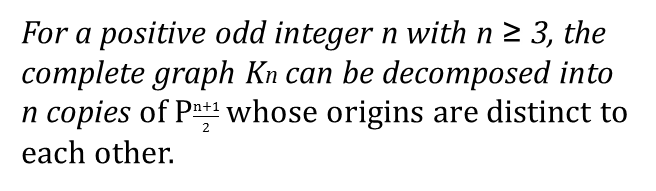 For a positive odd integer n with n ≥ 3, the
complete graph Kn can be decomposed into
n copies of P(n+1)/2 whose origins are distinct to
each other.